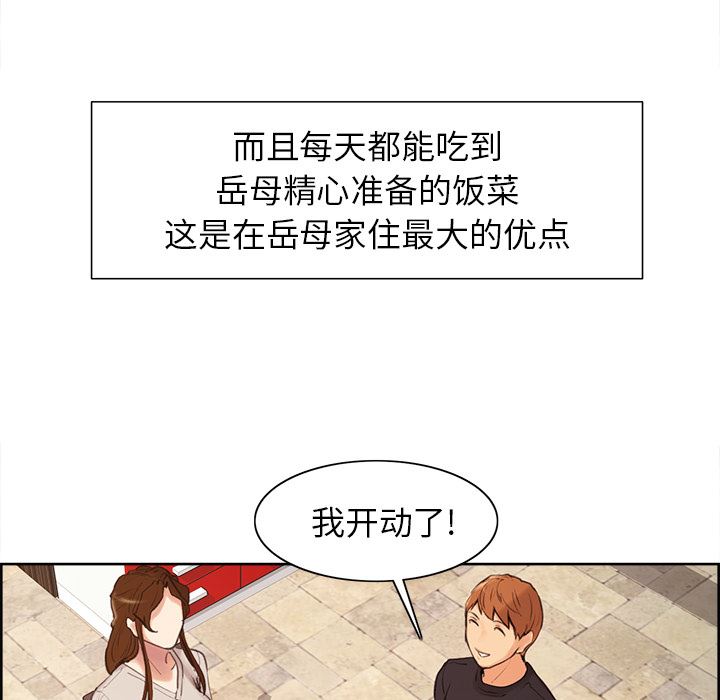 而且每天都能吃到
岳母精心准备的饭菜
这是在岳母家住最大的优点
我开动了!